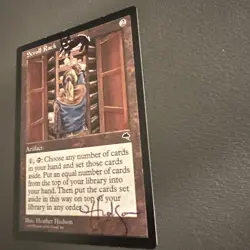 Scroll Rack 2
Artifact
1, : Choose any number of cards
in your hand and set those cards
aside. Put an equal number of cards
from the top of your library into
your hand. Then put the cards set
aside in this way on top of your
library in any order.
Illus. Heather Hudson